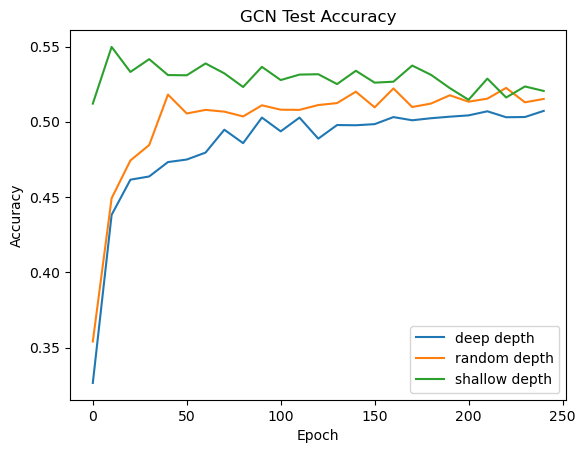 GCN Test Accuracy
Accuracy
0.55
0.50
0.45
0.40
0.35
0
50
100
150
200
250
Epoch
deep depth
random depth
shallow depth